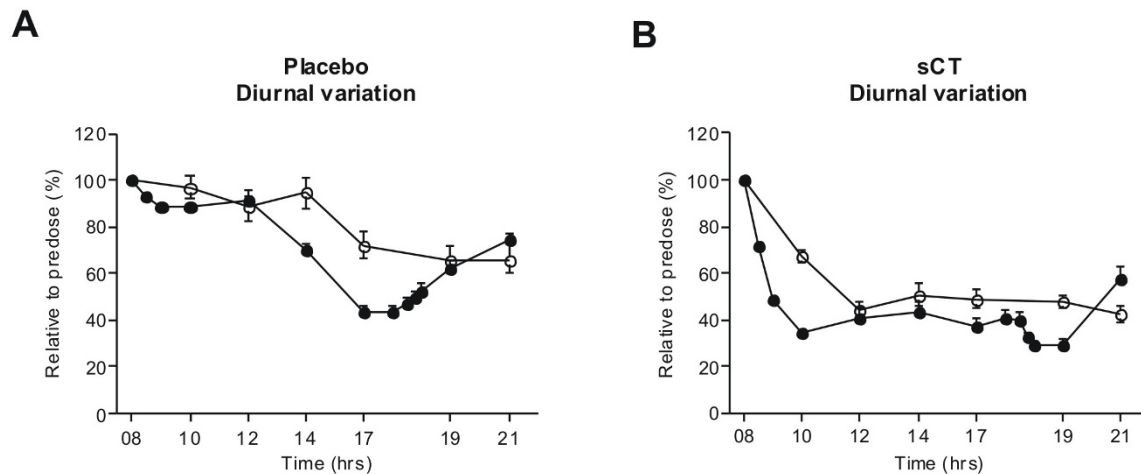 A
Placebo
Diurnal variation
Relative to predose (%)
120
100
80
60
40
20
0
08 10 12 14 17 19 21
Time (hrs)
B
sCT
Diurnal variation
Relative to predose (%)
120
100
80
60
40
20
0
08 10 12 14 17 19 21
Time (hrs)